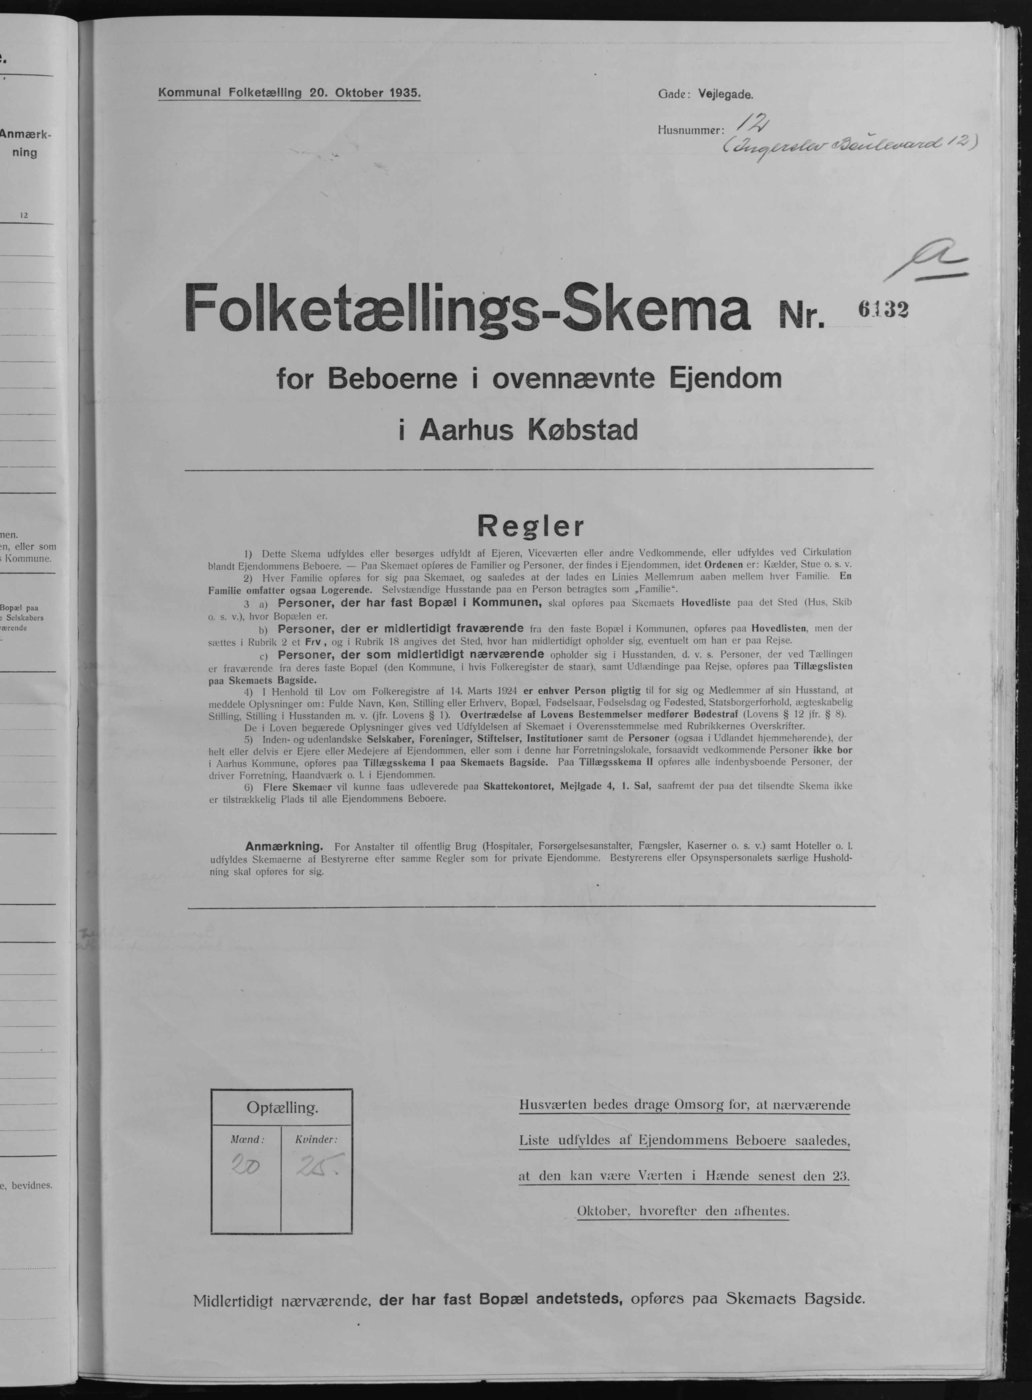 Anmærk-
ning
12
men.
en, eller som
s Kommune.
Bopæl paa
e Selskabers
værende
e, bevidnes.
Kommunal Folketælling 20. Oktober 1935.
Gade: Vejlegade.
Husnummer: 12
(Ingerslev Boulevard 12)
a
Folketællings-Skema Nr. 6132
for Beboerne i ovennævnte Ejendom
i Aarhus Købstad
Regler
1) Dette Skema udfyldes eller besørges udfyldt af Ejeren, Viceværten eller andre Vedkommende, eller udfyldes ved Cirkulation
blandt Ejendommens Beboere. — Paa Skemaet opføres de Familier og Personer, der findes i Ejendommen, idet Ordenen er: Kælder, Stue o. s. v.
2) Hver Familie opføres for sig paa Skemaet, og saaledes at der lades en Linies Mellemrum aaben mellem hver Familie. En
Familie omfatter ogsaa Logerende. Selvstændige Husstande paa en Person betragtes som „Familie“.
3 a) Personer, der har fast Bopæl i Kommunen, skal opføres paa Skemaets Hovedliste paa det Sted (Hus, Skib
o. s. v.), hvor Bopælen er.
b) Personer, der er midlertidigt fraværende fra den faste Bopæl i Kommunen, opføres paa Hovedlisten, men der
sættes i Rubrik 2 et Frv., og i Rubrik 18 angives det Sted, hvor han midlertidigt opholder sig, eventuelt om han er paa Rejse.
c) Personer, der som midlertidigt nærværende opholder sig i Husstanden, d. v. s. Personer, der ved Tællingen
er fraværende fra deres faste Bopæl (den Kommune, i hvis Folkeregister de staar), samt Udlændinge paa Rejse, opføres paa Tillægslisten
paa Skemaets Bagside.
4) I Henhold til Lov om Folkeregistre af 14. Marts 1924 er enhver Person pligtig til for sig og Medlemmer af sin Husstand, at
meddele Oplysninger om: Fulde Navn, Køn, Stilling eller Erhverv, Bopæl, Fødselsaar, Fødselsdag og Fødested, Statsborgerforhold, ægteskabelig
Stilling, Stilling i Husstanden m. v. (jfr. Lovens § 1). Overtrædelse af Lovens Bestemmelser medfører Bødestraf (Lovens § 12 jfr. § 8).
De i Loven begærede Oplysninger gives ved Udfyldelsen af Skemaet i Overensstemmelse med Rubrikkernes Overskrifter.
5) Inden- og udenlandske Selskaber, Foreninger, Stiftelser, Institutioner samt de Personer (ogsaa i Udlandet hjemmehørende), der
helt eller delvis er Ejere eller Medejere af Ejendommen, eller som i denne har Forretningslokale, forsaavidt vedkommende Personer ikke bor
i Aarhus Kommune, opføres paa Tillægsskema I paa Skemaets Bagside. Paa Tillægsskema II opføres alle indenbysboende Personer, der
driver Forretning, Haandværk o. l. i Ejendommen.
6) Flere Skemaer vil kunne faas udleverede paa Skattekontoret, Mejlgade 4, 1. Sal, saafremt der paa det tilsendte Skema ikke
er tilstrækkelig Plads til alle Ejendommens Beboere.
Anmærkning. For Anstalter til offentlig Brug (Hospitaler, Forsørgelsesanstalter, Fængsler, Kaserner o. s. v.) samt Hoteller o. l.
udfyldes Skemaerne af Bestyrerne efter samme Regler som for private Ejendomme. Bestyrerens eller Opsynspersonalets særlige Hushold-
ning skal opføres for sig.
Optælling.
Mænd: Kvinder:
20 25.
Husværten bedes drage Omsorg for, at nærværende
Liste udfyldes af Ejendommens Beboere saaledes,
at den kan være Værten i Hænde senest den 23.
Oktober, hvorefter den afhentes.
Midlertidigt nærværende, der har fast Bopæl andetsteds, opføres paa Skemaets Bagside.